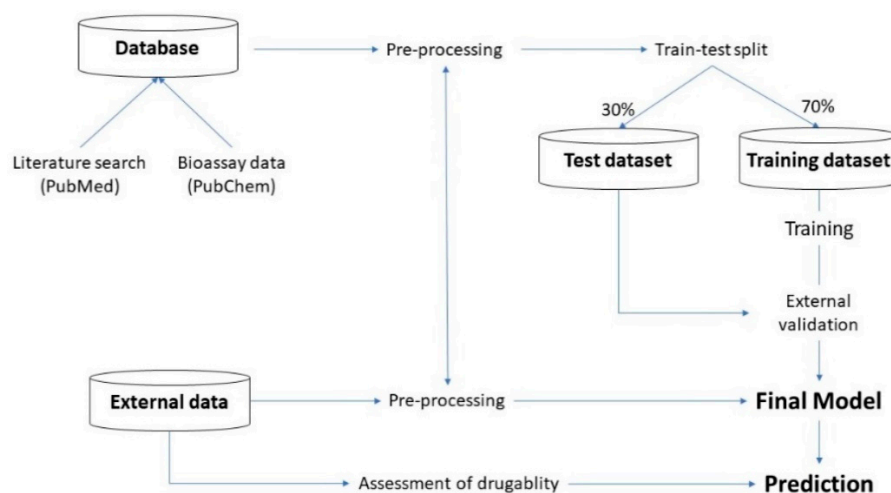 Database
Pre-processing
Train-test split
30%
70%
Literature search
(PubMed)
Bioassay data
(PubChem)
Test dataset
Training dataset
Training
External
validation
External data
Pre-processing
Final Model
Assessment of drugablity
Prediction